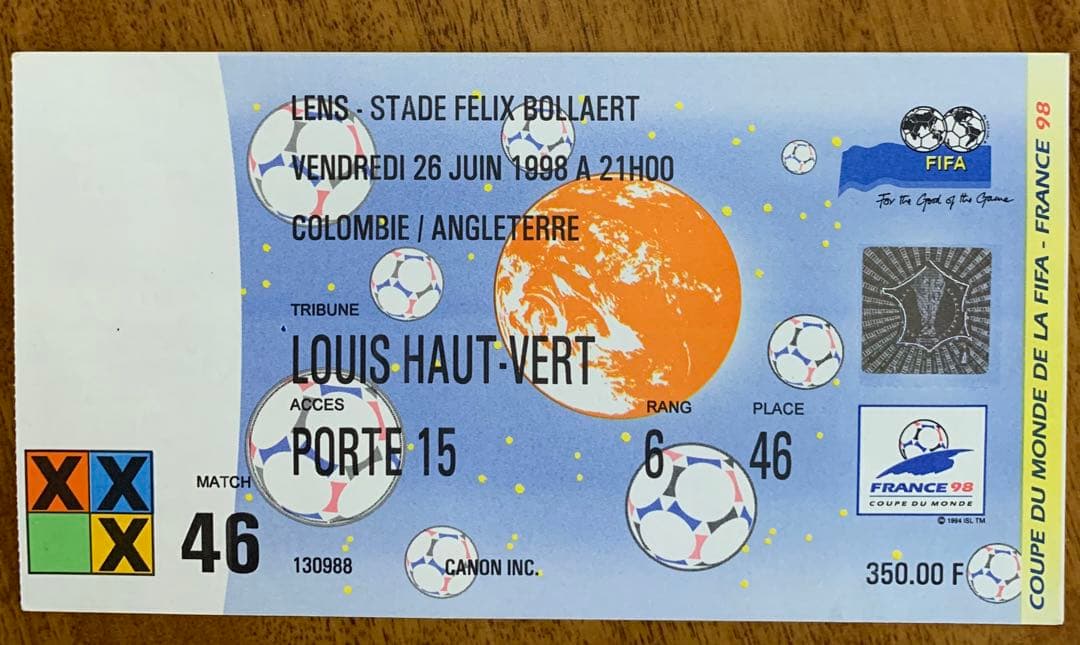 LENS - STADE FELIX BOLLAERT
VENDREDI 26 JUIN 1998 A 21H00
COLOMBIE / ANGLETERRE
TRIBUNE
LOUIS HAUT-VERT
ACCES
RANG
PLACE
PORTE 15
6
46
X X
X
MATCH
46
130988
CANON INC.
FIFA
For the Good of the Game
FRANCE 98
COUPE DU MONDE
© 1994 ISL TM
350.00 F
COUPE DU MONDE DE LA FIFA - FRANCE 98